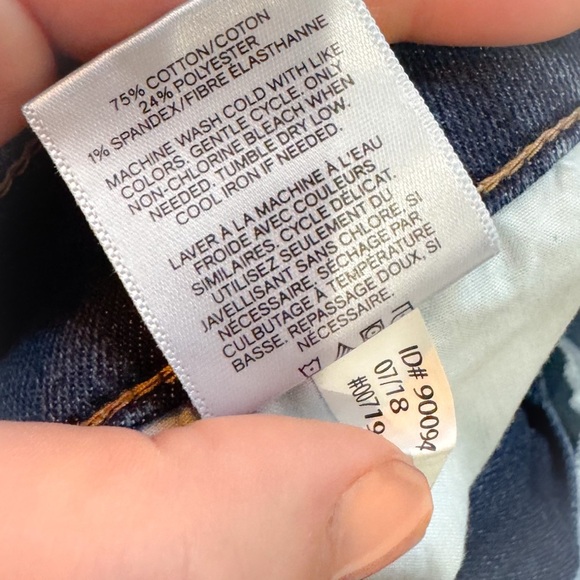 75% COTTON/COTON
24% POLYESTER
1% SPANDEX/FIBRE ELASTHANNE
MACHINE WASH COLD WITH LIKE
COLORS, GENTLE CYCLE. ONLY
NON-CHLORINE BLEACH WHEN
NEEDED. TUMBLE DRY LOW.
COOL IRON IF NEEDED.
LAVER À LA MACHINE À L'EAU
FROIDE AVEC COULEURS
SIMILAIRES. CYCLE DÉLICAT.
UTILISEZ SEULEMENT DU
JAVELLISANT SANS CHLORE, SI
NÉCESSAIRE. SÉCHAGE PAR
CULBUTAGE À TEMPÉRATURE
BASSE. REPASSAGE DOUX, SI
NÉCESSAIRE.
ID# 90094
07/18
#00719